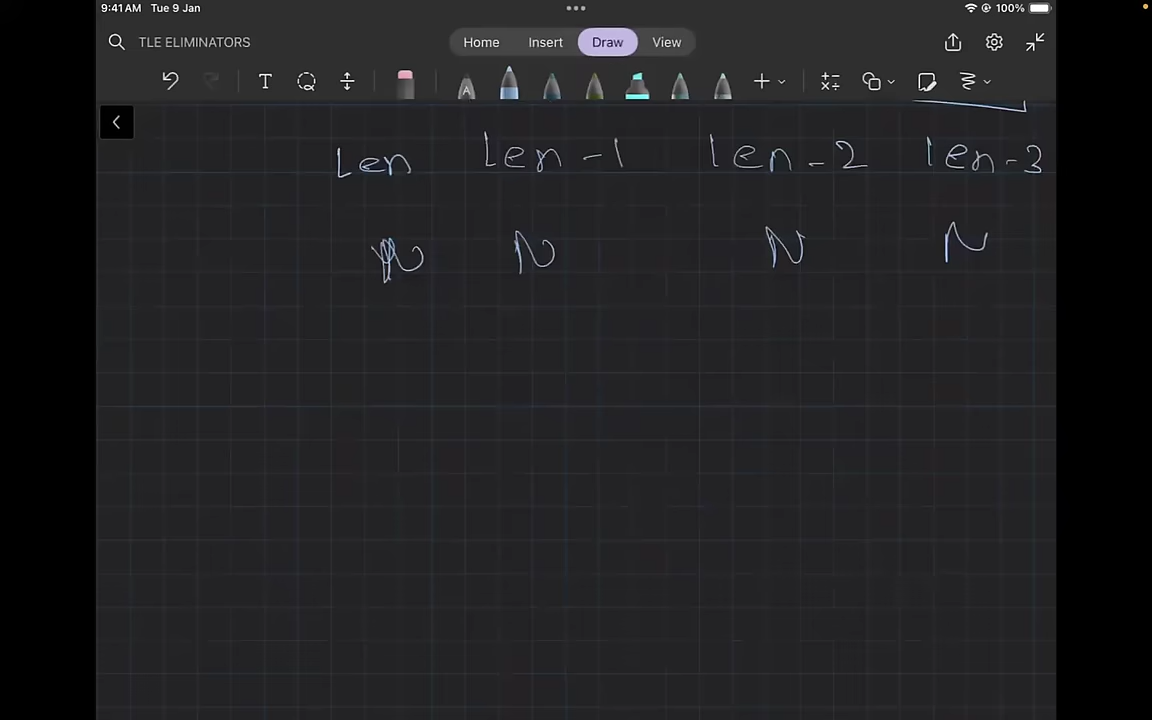 9:41 AM Tue 9 Jan 100%
TLE ELIMINATORS Home Insert Draw View
T A
Len Len-1 len-2 len-3
N N N N